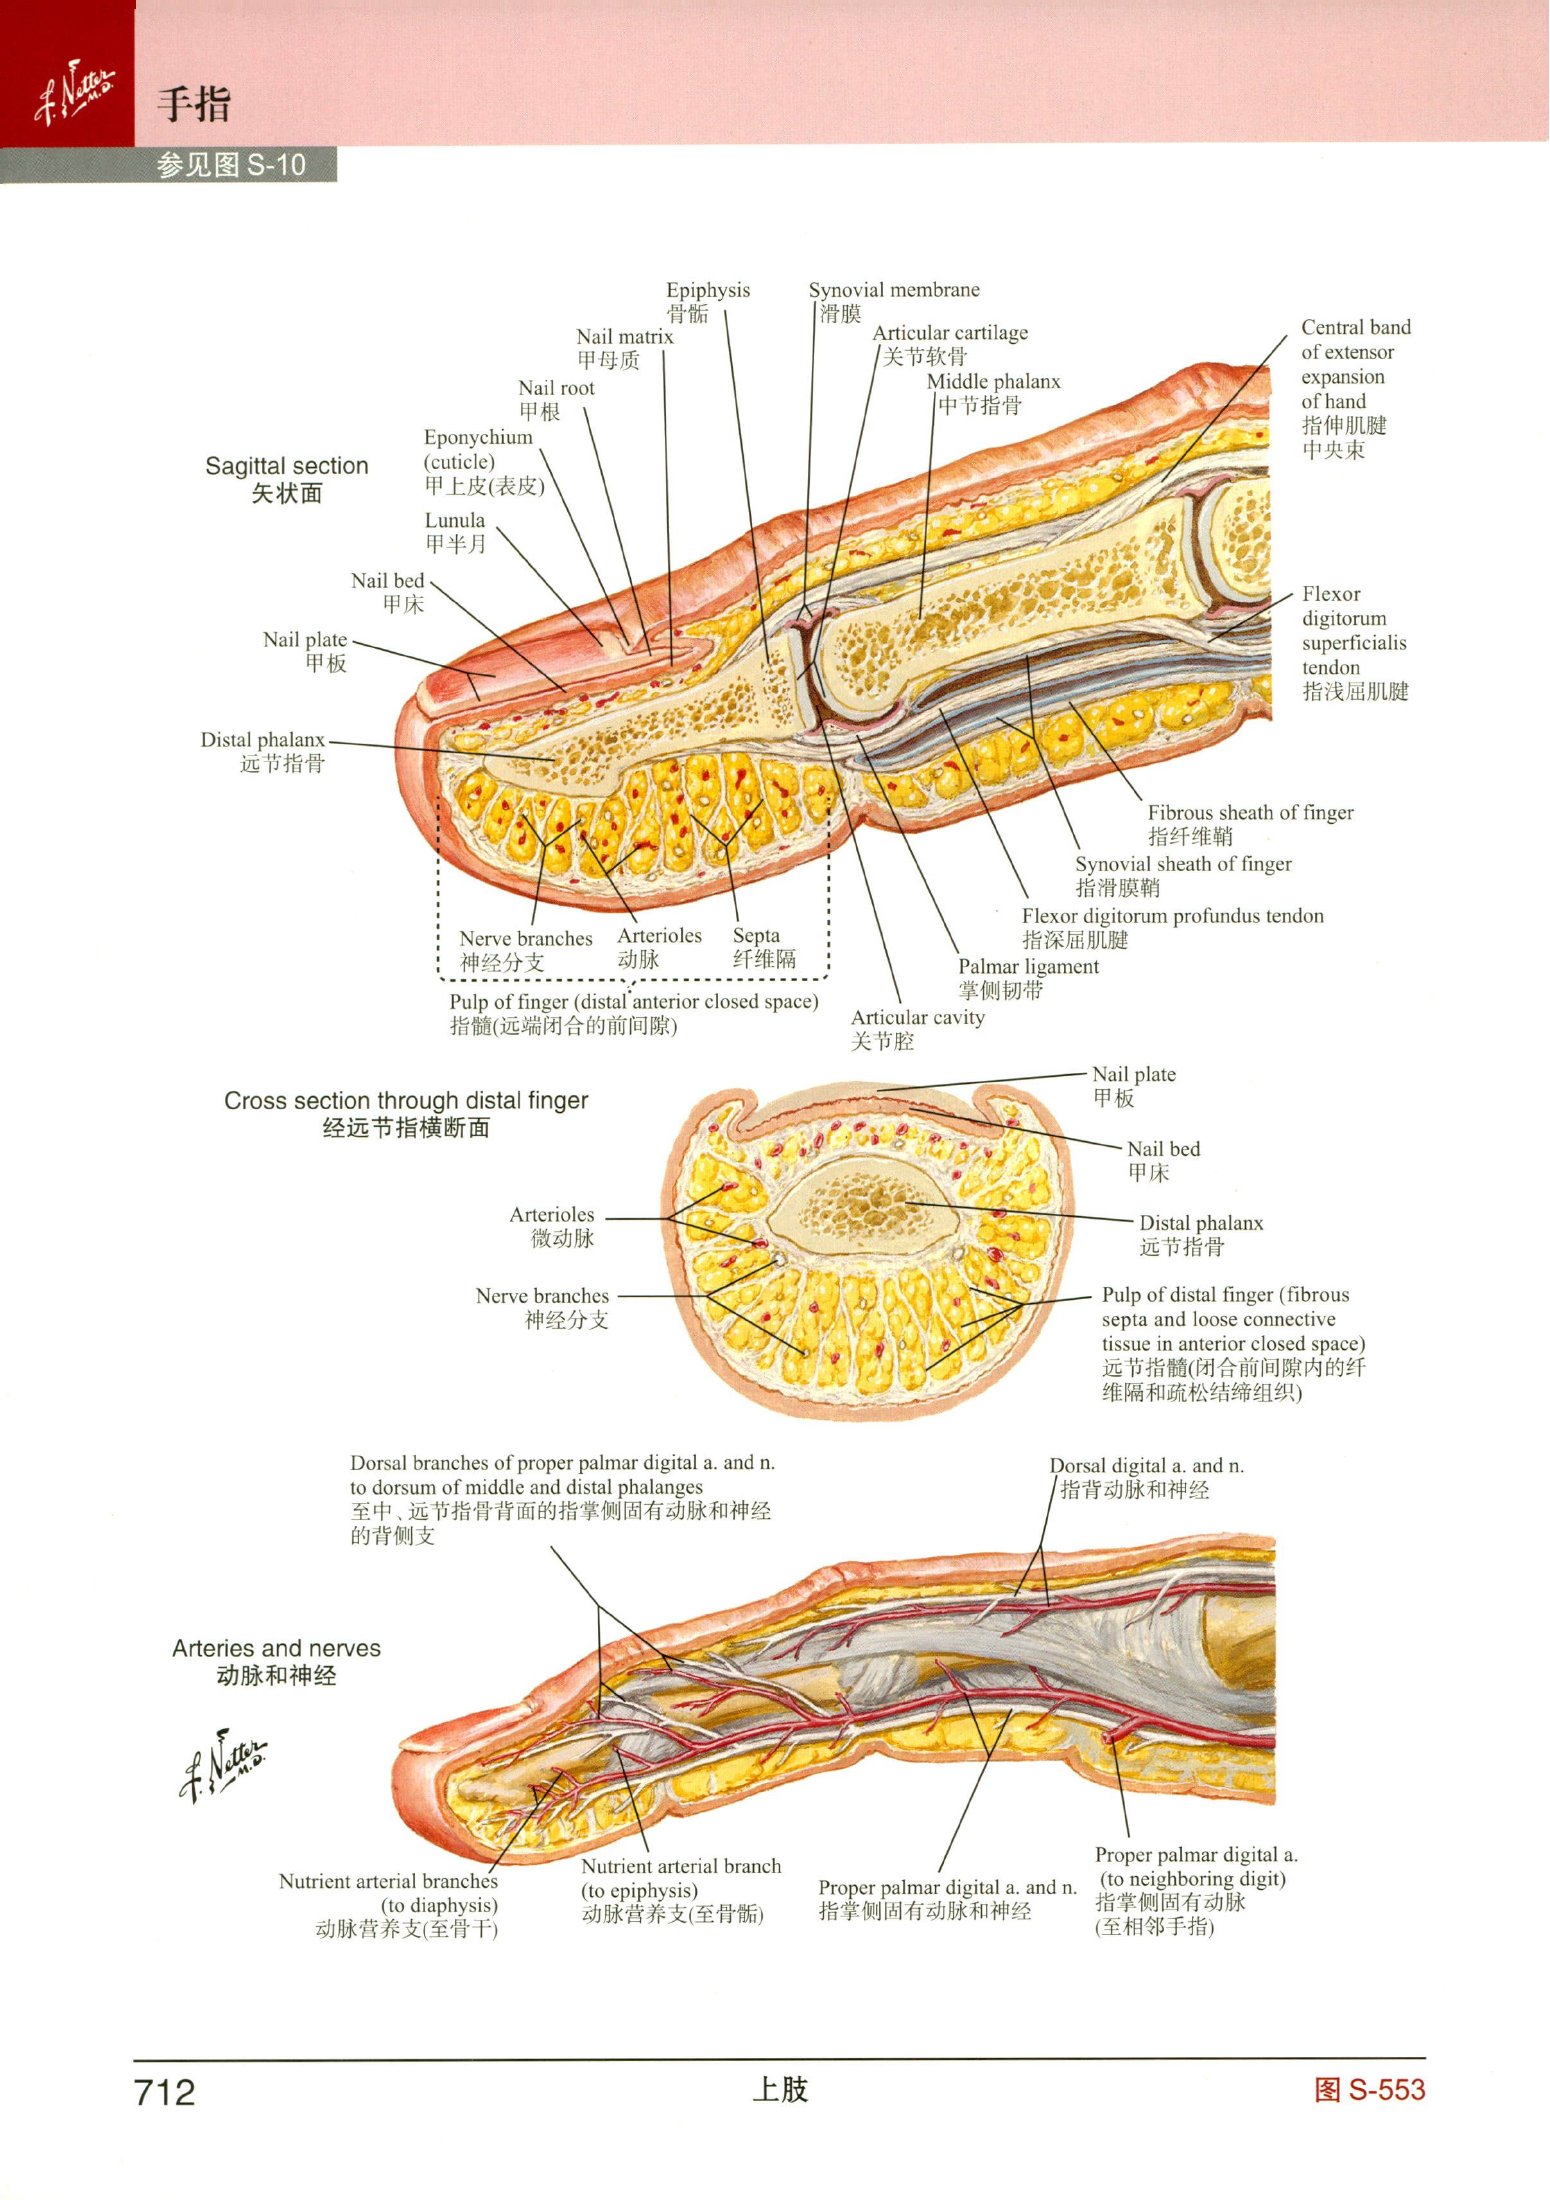 F. Netter M.D.
手指
参见图 S-10
Epiphysis
骨骺
Synovial membrane
滑膜
Nail matrix
甲母质
Articular cartilage
关节软骨
Central band
of extensor
expansion
of hand
指伸肌腱
中央束
Nail root
甲根
Middle phalanx
中节指骨
Eponychium
(cuticle)
甲上皮(表皮)
Sagittal section
矢状面
Lunula
甲半月
Nail bed
甲床
Flexor
digitorum
superficialis
tendon
指浅屈肌腱
Nail plate
甲板
Distal phalanx
远节指骨
Fibrous sheath of finger
指纤维鞘
Synovial sheath of finger
指滑膜鞘
Flexor digitorum profundus tendon
指深屈肌腱
Nerve branches
神经分支
Arterioles
动脉
Septa
纤维隔
Palmar ligament
掌侧韧带
Pulp of finger (distal anterior closed space)
指髓(远端闭合的前间隙)
Articular cavity
关节腔
Cross section through distal finger
经远节指横断面
Nail plate
甲板
Nail bed
甲床
Arterioles
微动脉
Distal phalanx
远节指骨
Nerve branches
神经分支
Pulp of distal finger (fibrous
septa and loose connective
tissue in anterior closed space)
远节指髓(闭合前间隙内的纤
维隔和疏松结缔组织)
Dorsal branches of proper palmar digital a. and n.
to dorsum of middle and distal phalanges
至中、远节指骨背面的指掌侧固有动脉和神经
的背侧支
Dorsal digital a. and n.
指背动脉和神经
Arteries and nerves
动脉和神经
F. Netter M.D.
Nutrient arterial branches
(to diaphysis)
动脉营养支(至骨干)
Nutrient arterial branch
(to epiphysis)
动脉营养支(至骨骺)
Proper palmar digital a. and n.
指掌侧固有动脉和神经
Proper palmar digital a.
(to neighboring digit)
指掌侧固有动脉
(至相邻手指)
712
上肢
图 S-553